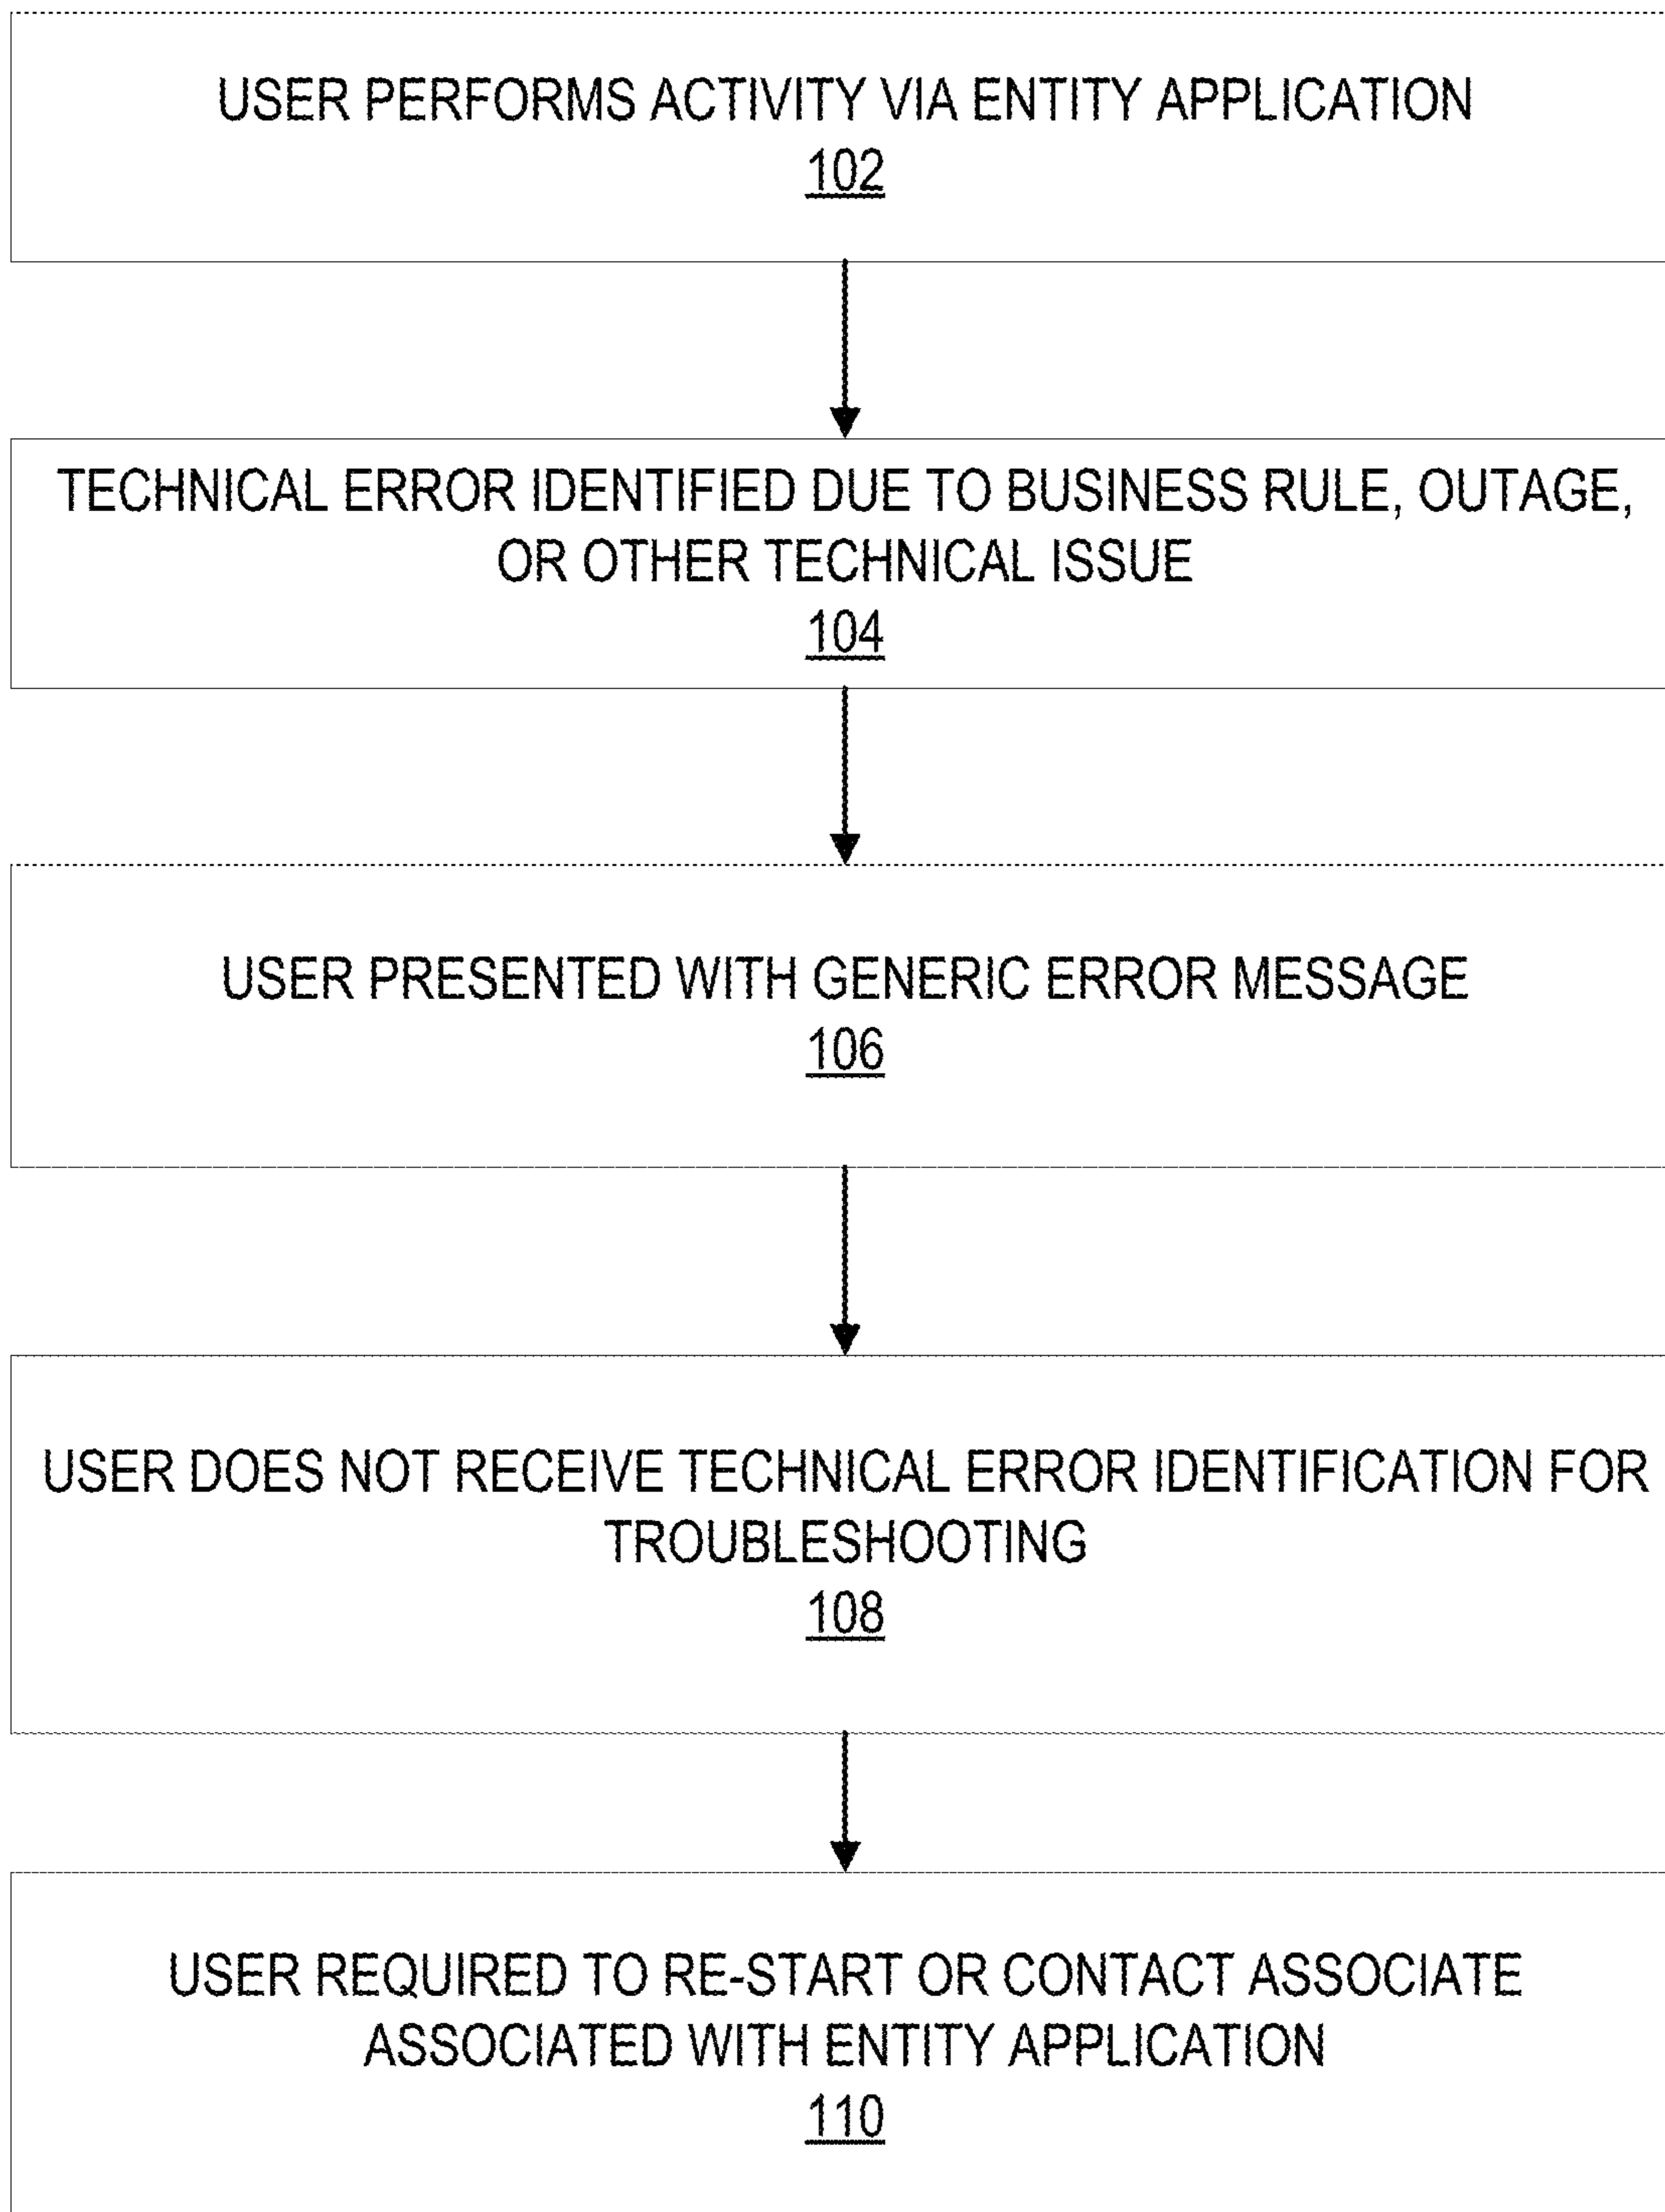 USER PERFORMS ACTIVITY VIA ENTITY APPLICATION
102
TECHNICAL ERROR IDENTIFIED DUE TO BUSINESS RULE, OUTAGE,
OR OTHER TECHNICAL ISSUE
104
USER PRESENTED WITH GENERIC ERROR MESSAGE
106
USER DOES NOT RECEIVE TECHNICAL ERROR IDENTIFICATION FOR
TROUBLESHOOTING
108
USER REQUIRED TO RE-START OR CONTACT ASSOCIATE
ASSOCIATED WITH ENTITY APPLICATION
110